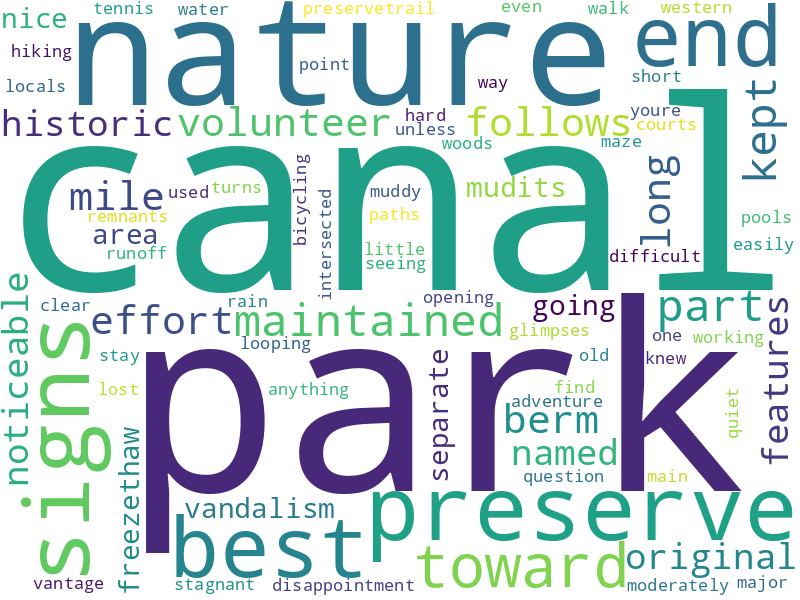 nice
tennis
water
preservetrail
even
walk
western
nature
end
hiking
point
locals
way
short
historic
volunteer
hard
unless
follows
youre
courts
kept
woods
maze
canal
mile
used
turns
bicycling
muddy
mudits
long
remnants
paths
pools
area
intersected
runoff
little
seeing
difficult
easily
noticeable
clear
rain
opening
going
part
effort
maintained
signs
looping
glimpses
one
working
features
stay
park
separate
old
knew
lost
anything
find
quiet
adventure
berm
freezethaw
named
question
main
vandalism
preserve
best
toward
original
vantage
stagnant
disappointment
moderately
major